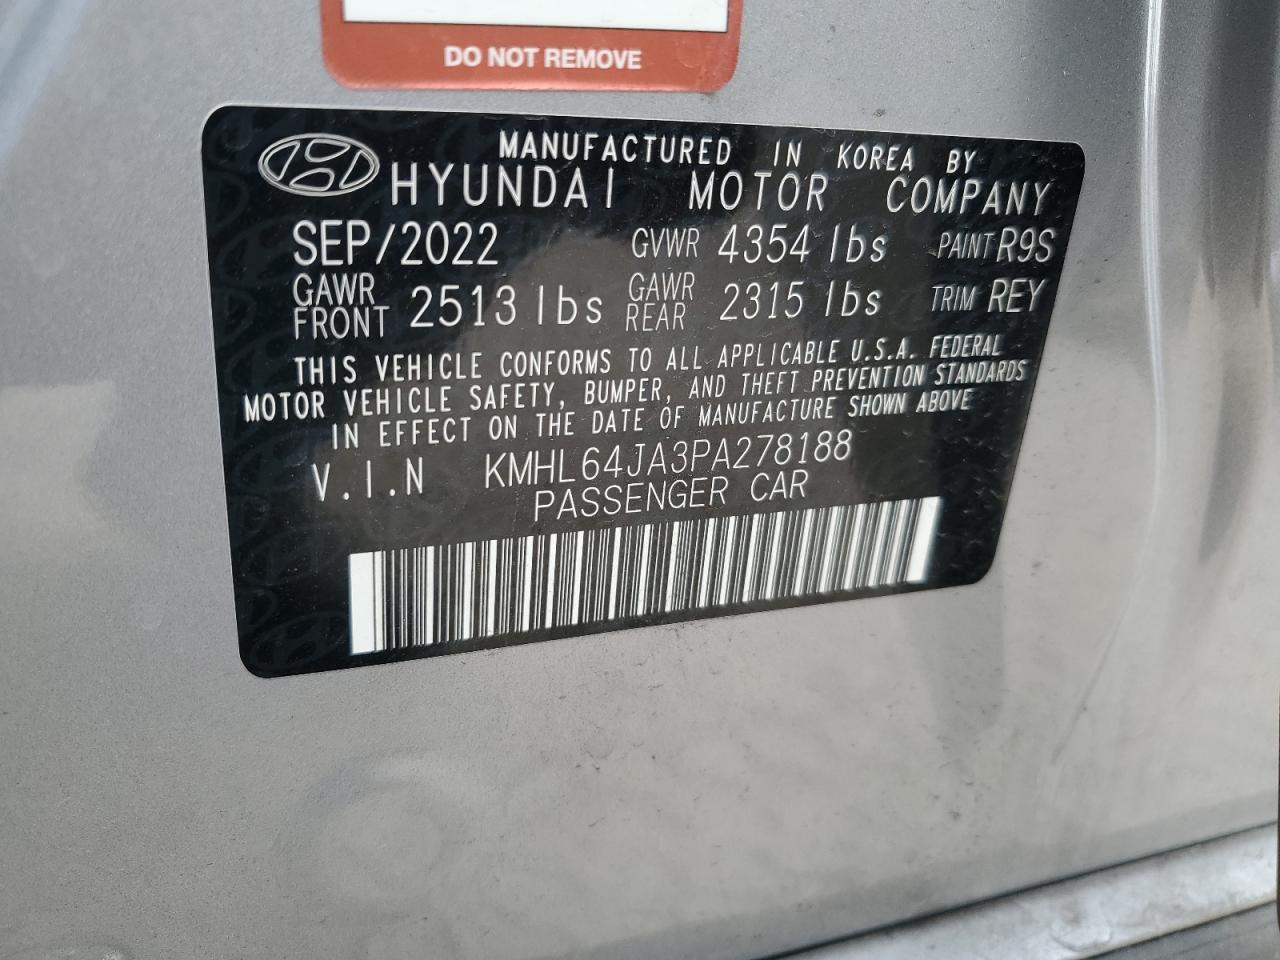 DO NOT REMOVE
MANUFACTURED IN KOREA BY
HYUNDAI MOTOR COMPANY
SEP/2022 GVWR 4354 lbs PAINT R9S
GAWR FRONT 2513 lbs GAWR REAR 2315 lbs TRIM REY
THIS VEHICLE CONFORMS TO ALL APPLICABLE U.S.A. FEDERAL
MOTOR VEHICLE SAFETY, BUMPER, AND THEFT PREVENTION STANDARDS
IN EFFECT ON THE DATE OF MANUFACTURE SHOWN ABOVE
V.I.N KMHL64JA3PA278188
PASSENGER CAR